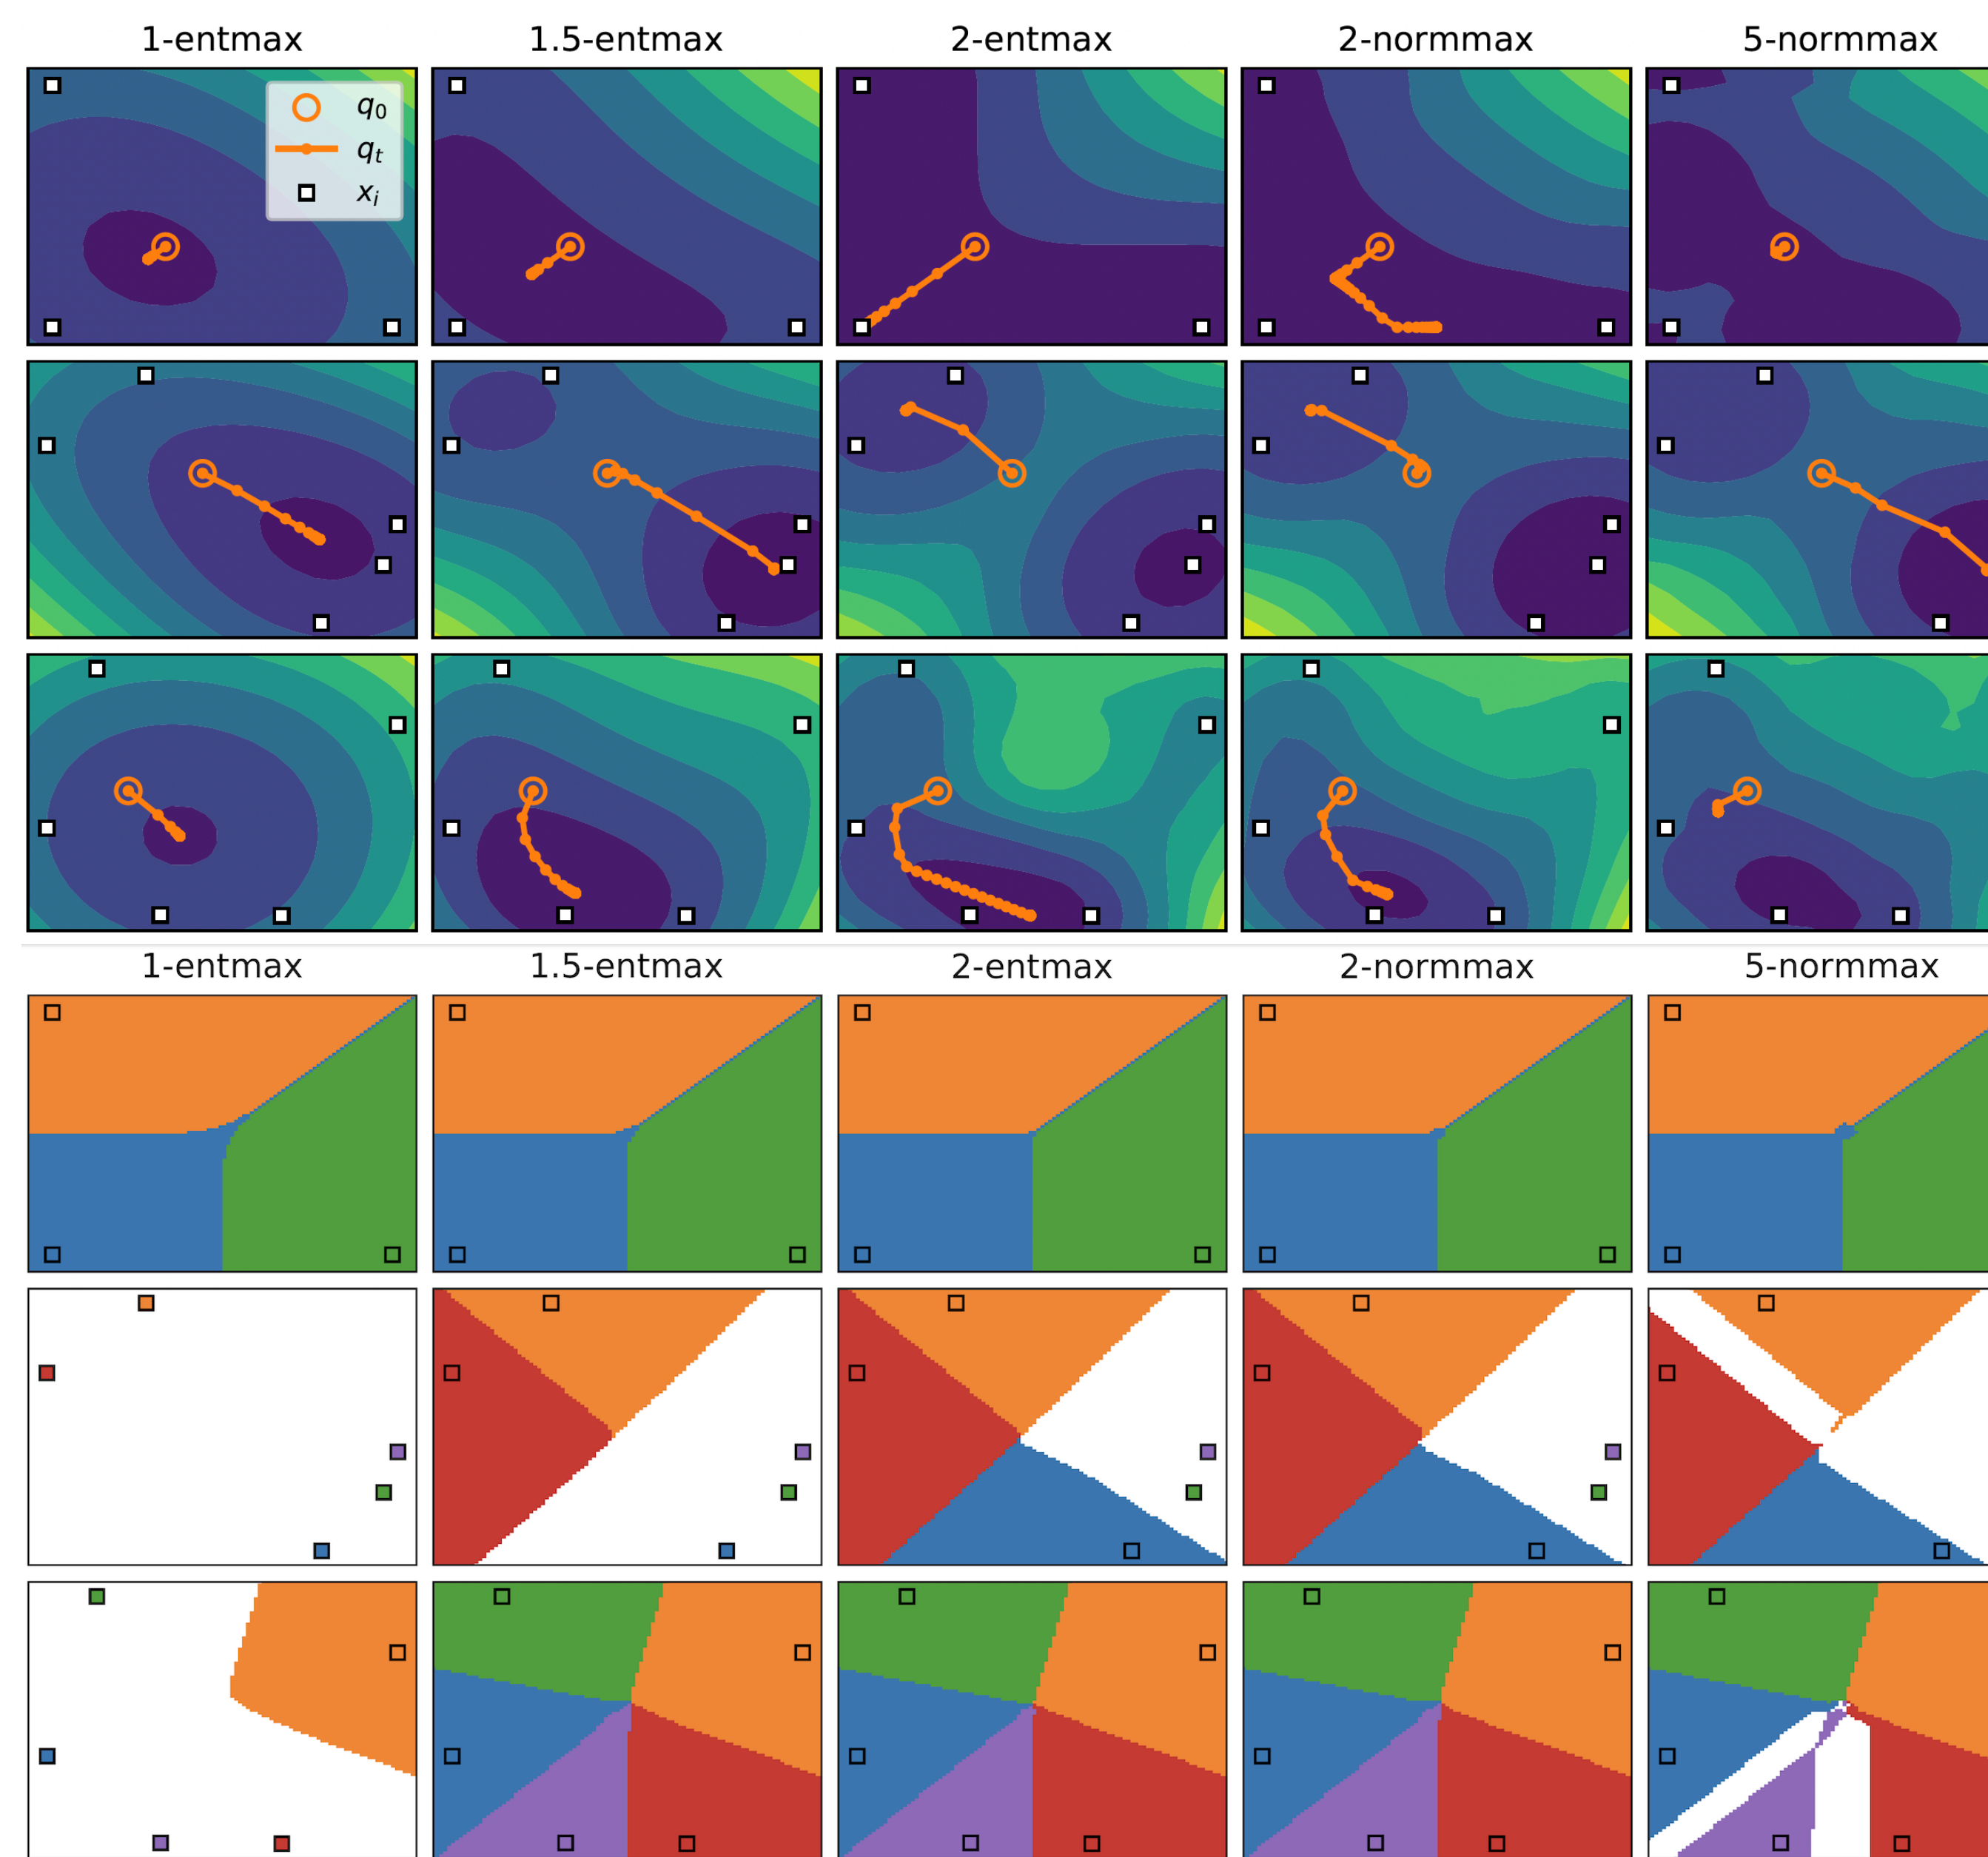 1-entmax 1.5-entmax 2-entmax 2-normmax 5-normmax
q₀
qₜ
xᵢ
1-entmax 1.5-entmax 2-entmax 2-normmax 5-normmax